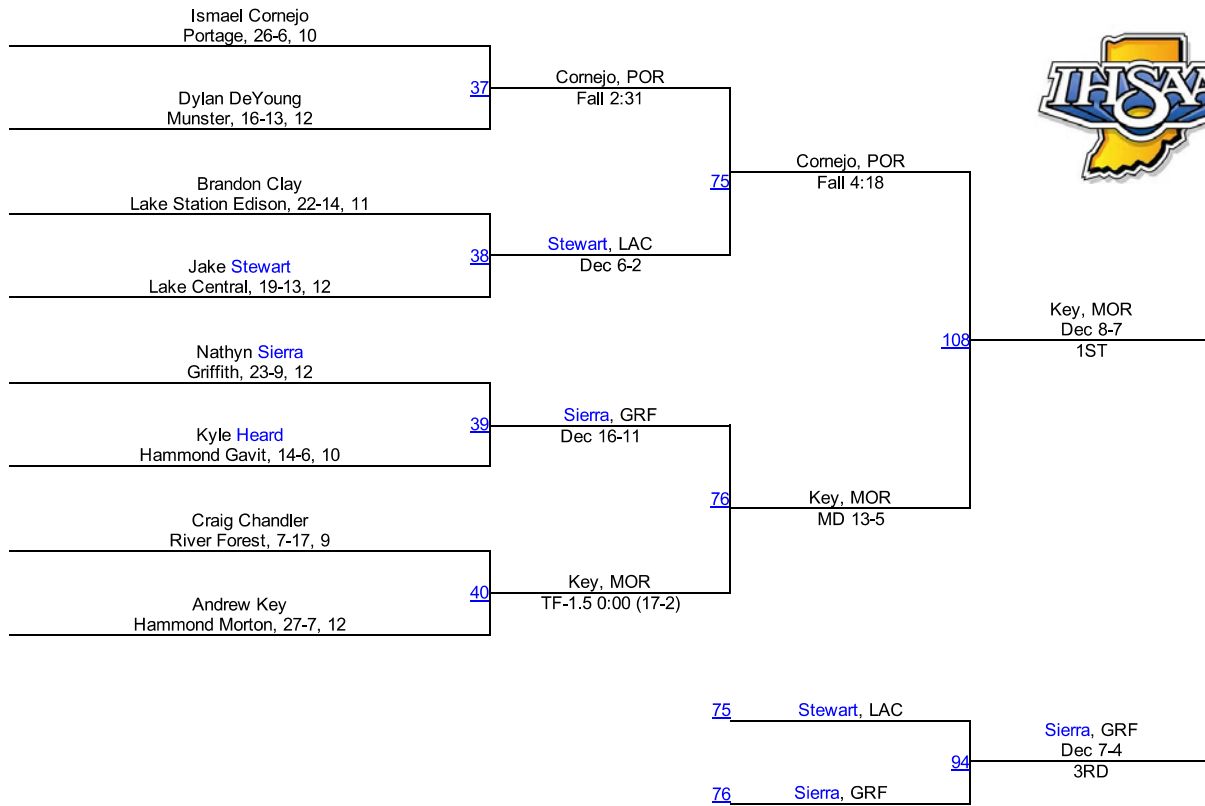 Ismael Cornejo
Portage, 26-6, 10
37
Cornejo, POR
Fall 2:31
Dylan DeYoung
Munster, 16-13, 12
IHSAA
75
Cornejo, POR
Fall 4:18
Brandon Clay
Lake Station Edison, 22-14, 11
38
Stewart, LAC
Dec 6-2
Jake Stewart
Lake Central, 19-13, 12
108
Key, MOR
Dec 8-7
1ST
Nathyn Sierra
Griffith, 23-9, 12
39
Sierra, GRF
Dec 16-11
Kyle Heard
Hammond Gavit, 14-6, 10
76
Key, MOR
MD 13-5
Craig Chandler
River Forest, 7-17, 9
40
Key, MOR
TF-1.5 0:00 (17-2)
Andrew Key
Hammond Morton, 27-7, 12
75
Stewart, LAC
94
Sierra, GRF
Dec 7-4
3RD
76
Sierra, GRF